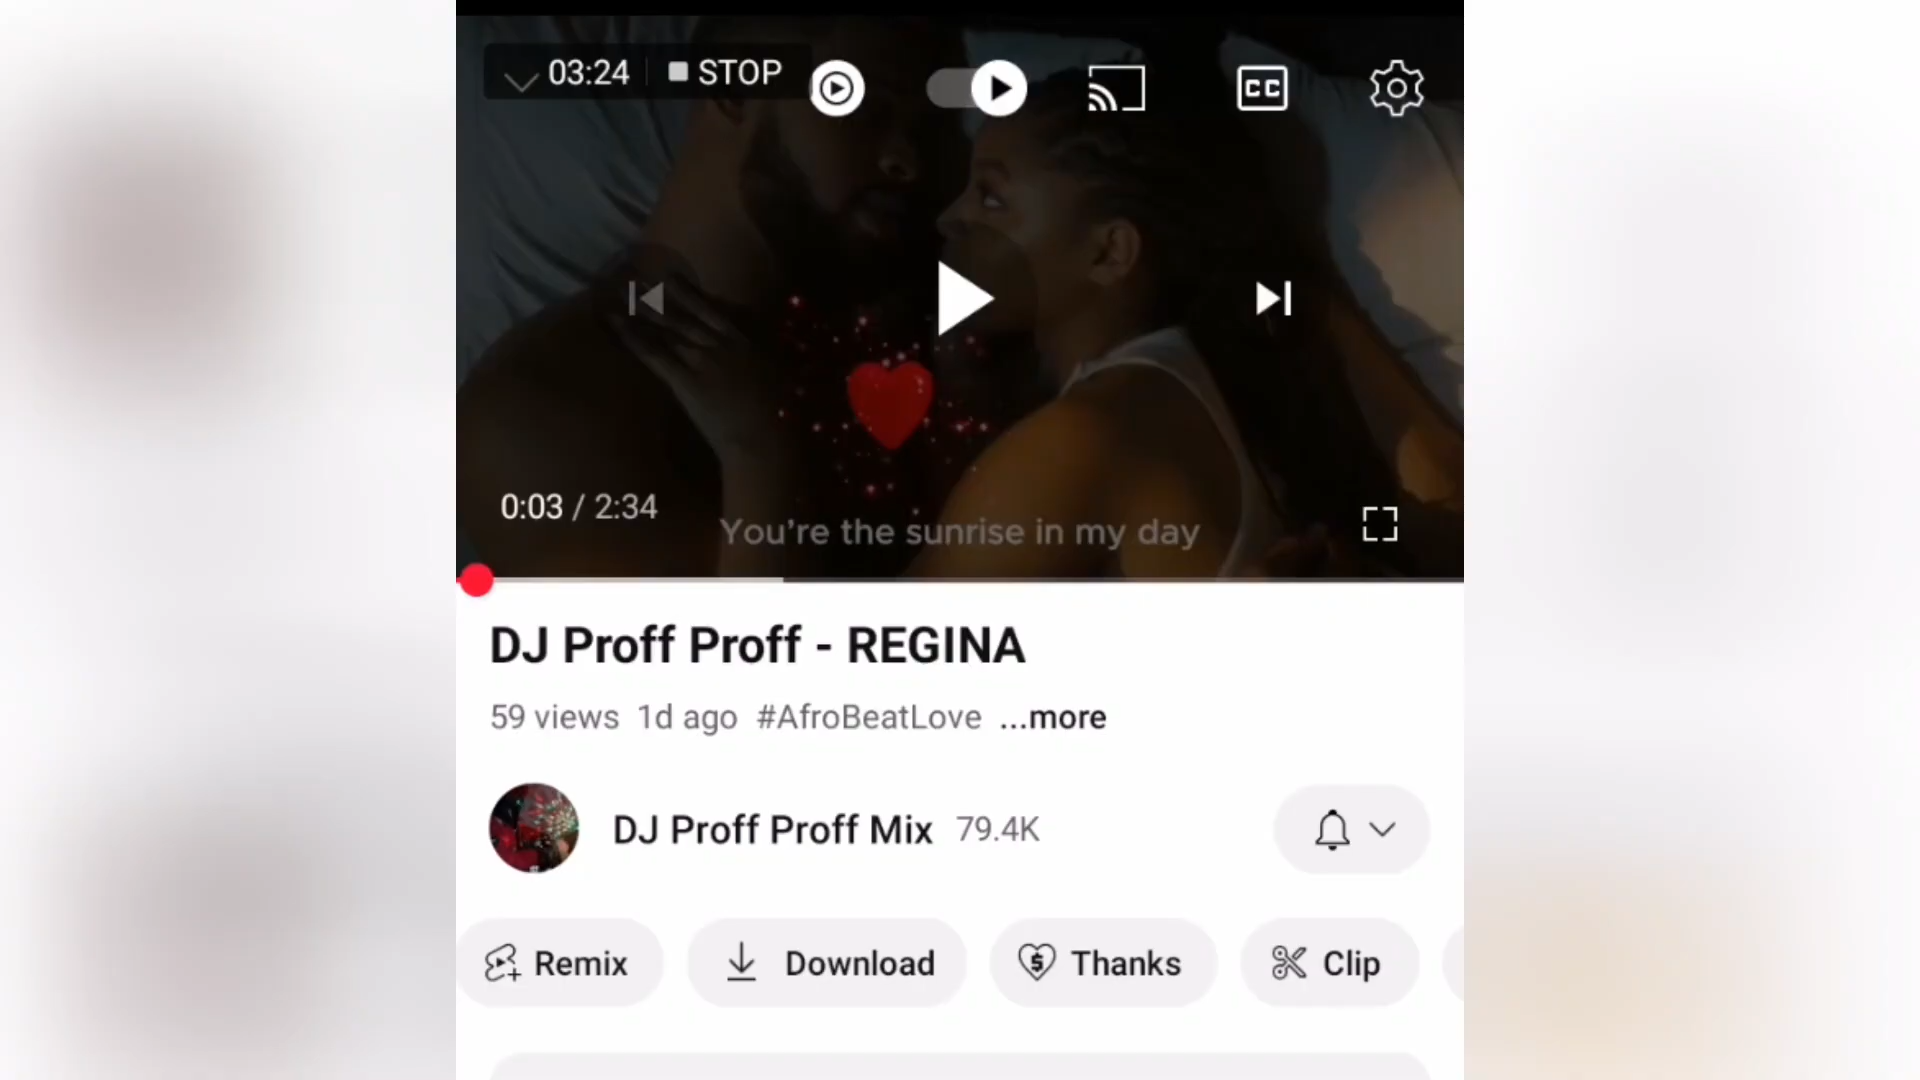 03:24 STOP
CC
0:03 / 2:34
You're the sunrise in my day
DJ Proff Proff - REGINA
59 views 1d ago #AfroBeatLove ...more
DJ Proff Proff Mix 79.4K
Remix Download Thanks Clip